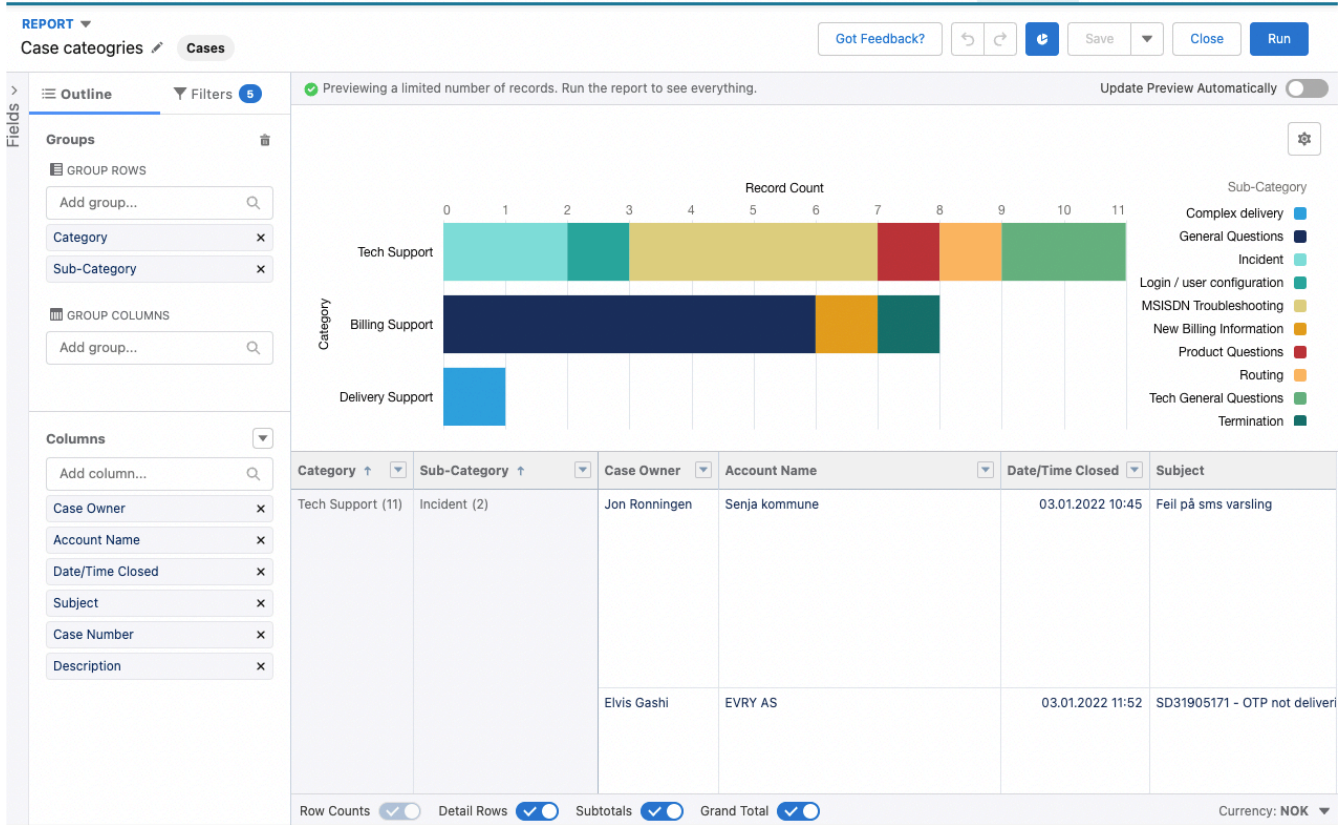 REPORT
Case cateogries
Cases
Got Feedback?
Save
Close
Run
Fields
Outline
Filters 5
Previewing a limited number of records. Run the report to see everything.
Update Preview Automatically
Groups
GROUP ROWS
Add group...
Category
Sub-Category
GROUP COLUMNS
Add group...
Columns
Add column...
Case Owner
Account Name
Date/Time Closed
Subject
Case Number
Description
Record Count
0 1 2 3 4 5 6 7 8 9 10 11
Category
Tech Support
Billing Support
Delivery Support
Sub-Category
Complex delivery
General Questions
Incident
Login / user configuration
MSISDN Troubleshooting
New Billing Information
Product Questions
Routing
Tech General Questions
Termination
Category Sub-Category Case Owner Account Name Date/Time Closed Subject
Tech Support (11) Incident (2) Jon Ronningen Senja kommune 03.01.2022 10:45 Feil på sms varsling
Elvis Gashi EVRY AS 03.01.2022 11:52 SD31905171 - OTP not deliveri
Row Counts Detail Rows Subtotals Grand Total Currency: NOK